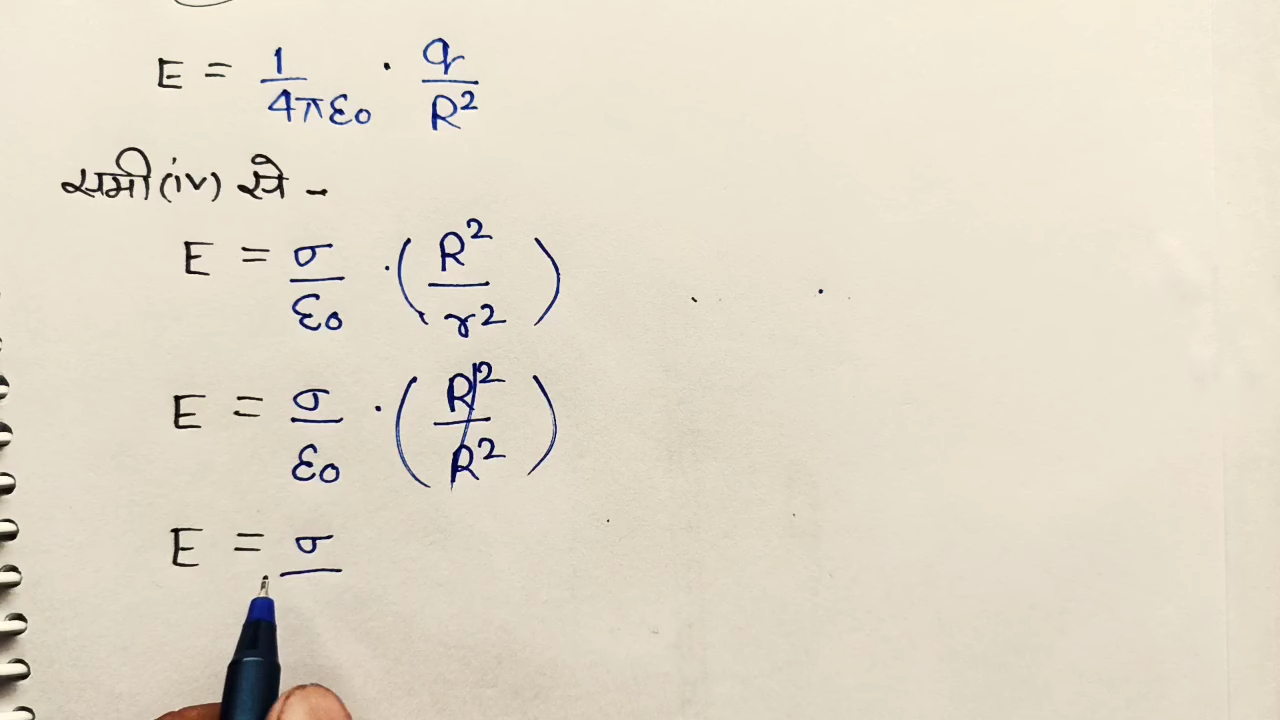 E = 1/4πε₀ · q/R²
समी (iv) से -
E = σ/ε₀ · (R²/r²)
E = σ/ε₀ · (R²/R²)
E = σ